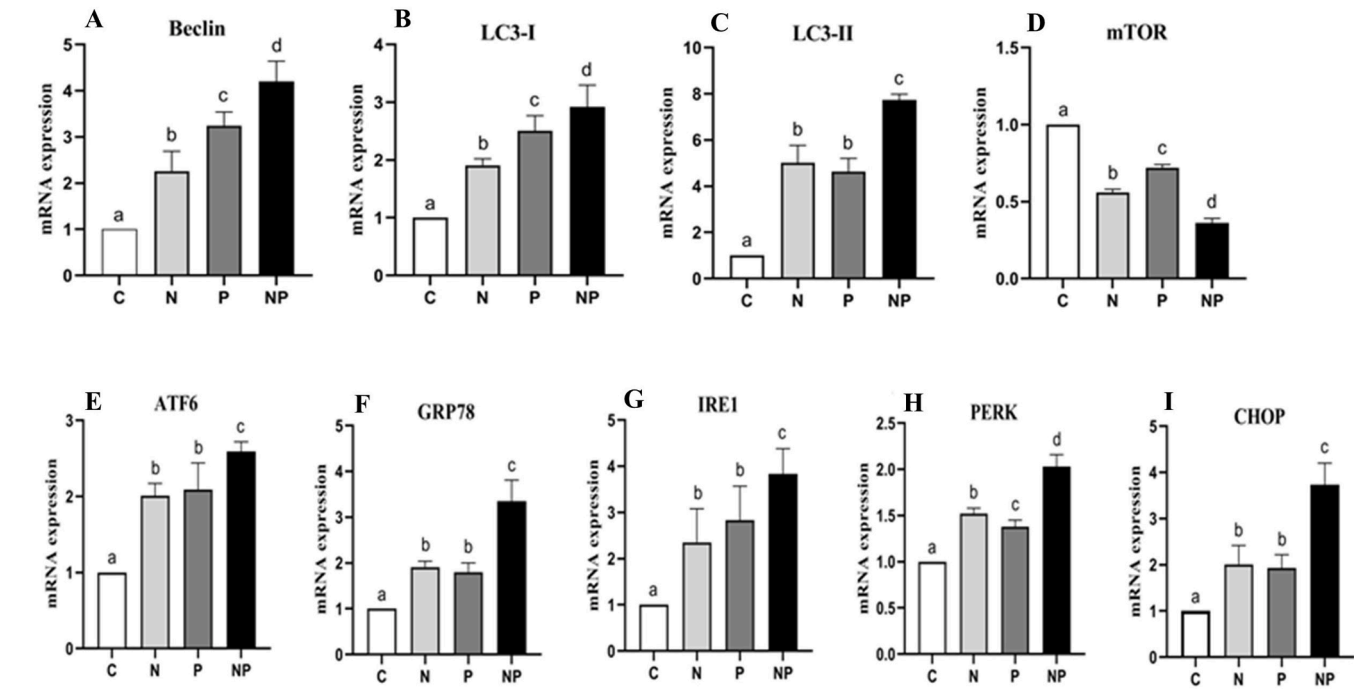 A
Beclin
mRNA expression
5
4
3
2
1
0
a
b
c
d
C N P NP
B
LC3-I
mRNA expression
4
3
2
1
0
a
b
c
d
C N P NP
C
LC3-II
mRNA expression
10
8
6
4
2
0
a
b
b
c
C N P NP
D
mTOR
mRNA expression
1.5
1.0
0.5
0.0
a
b
c
d
C N P NP
E
ATF6
mRNA expression
3
2
1
0
a
b
b
c
C N P NP
F
GRP78
mRNA expression
5
4
3
2
1
0
a
b
b
c
C N P NP
G
IRE1
mRNA expression
5
4
3
2
1
0
a
b
b
c
C N P NP
H
PERK
mRNA expression
2.5
2.0
1.5
1.0
0.5
0.0
a
b
c
d
C N P NP
I
CHOP
mRNA expression
5
4
3
2
1
0
a
b
b
c
C N P NP